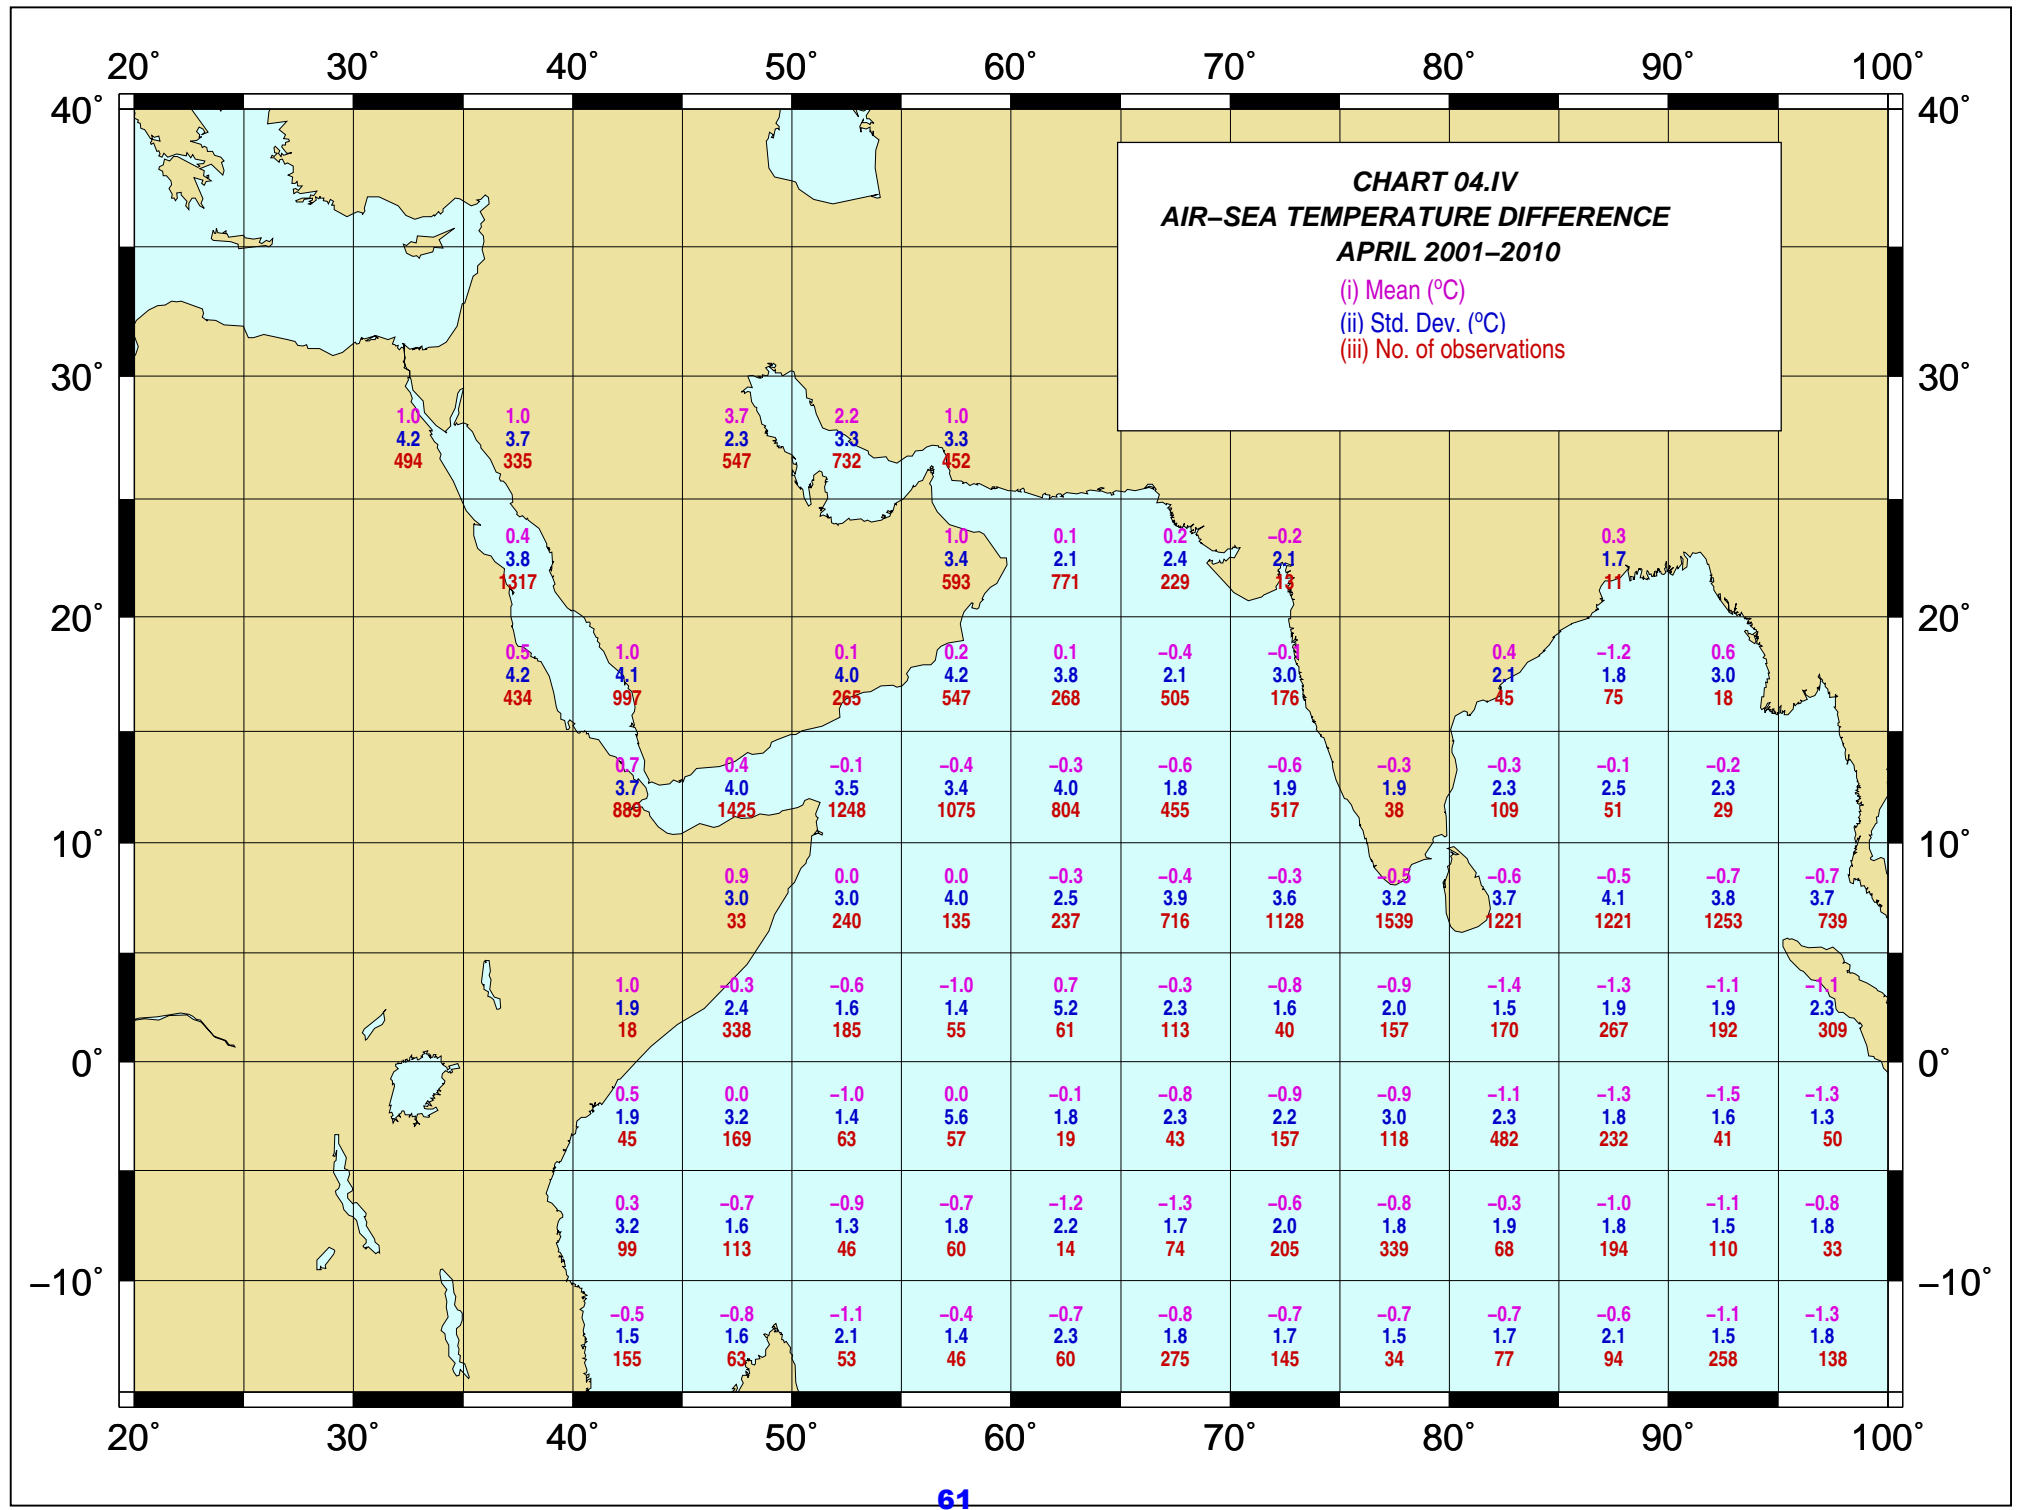 20° 30° 40° 50° 60° 70° 80° 90° 100°
40° 40°
CHART 04.IV
AIR–SEA TEMPERATURE DIFFERENCE
APRIL 2001–2010
(i) Mean (°C)
(ii) Std. Dev. (°C)
(iii) No. of observations
30° 30°
1.0 1.0 3.7 2.2 1.0
4.2 3.7 2.3 3.3 3.3
494 335 547 732 452
0.4 1.0 0.1 0.2 –0.2 0.3
3.8 3.4 2.1 2.4 2.1 1.7
1317 593 771 229 13 11
20° 20°
0.5 1.0 0.1 0.2 0.1 –0.4 –0.1 0.4 –1.2 0.6
4.2 4.1 4.0 4.2 3.8 2.1 3.0 2.1 1.8 3.0
434 997 265 547 268 505 176 45 75 18
0.7 0.4 –0.1 –0.4 –0.3 –0.6 –0.6 –0.3 –0.3 –0.1 –0.2
3.7 4.0 3.5 3.4 4.0 1.8 1.9 1.9 2.3 2.5 2.3
889 1425 1248 1075 804 455 517 38 109 51 29
10° 10°
0.9 0.0 0.0 –0.3 –0.4 –0.3 –0.5 –0.6 –0.5 –0.7 –0.7
3.0 3.0 4.0 2.5 3.9 3.6 3.2 3.7 4.1 3.8 3.7
33 240 135 237 716 1128 1539 1221 1221 1253 739
1.0 –0.3 –0.6 –1.0 0.7 –0.3 –0.8 –0.9 –1.4 –1.3 –1.1 –1.1
1.9 2.4 1.6 1.4 5.2 2.3 1.6 2.0 1.5 1.9 1.9 2.3
18 338 185 55 61 113 40 157 170 267 192 309
0° 0°
0.5 0.0 –1.0 0.0 –0.1 –0.8 –0.9 –0.9 –1.1 –1.3 –1.5 –1.3
1.9 3.2 1.4 5.6 1.8 2.3 2.2 3.0 2.3 1.8 1.6 1.3
45 169 63 57 19 43 157 118 482 232 41 50
0.3 –0.7 –0.9 –0.7 –1.2 –1.3 –0.6 –0.8 –0.3 –1.0 –1.1 –0.8
3.2 1.6 1.3 1.8 2.2 1.7 2.0 1.8 1.9 1.8 1.5 1.8
99 113 46 60 14 74 205 339 68 194 110 33
–10° –10°
–0.5 –0.8 –1.1 –0.4 –0.7 –0.8 –0.7 –0.7 –0.7 –0.6 –1.1 –1.3
1.5 1.6 2.1 1.4 2.3 1.8 1.7 1.5 1.7 2.1 1.5 1.8
155 63 53 46 60 275 145 34 77 94 258 138
20° 30° 40° 50° 60° 70° 80° 90° 100°
61